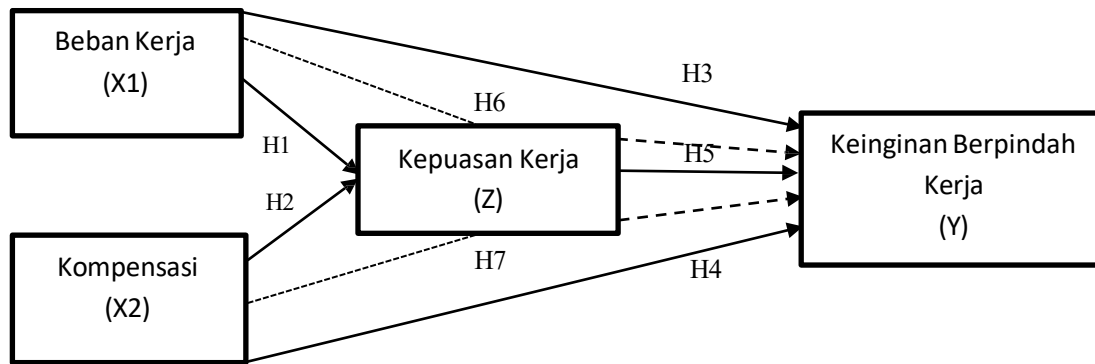 Beban Kerja
(X1)
H3
H6
H1
Kepuasan Kerja
(Z)
H5
Keinginan Berpindah
Kerja
(Y)
H2
Kompensasi
(X2)
H7
H4